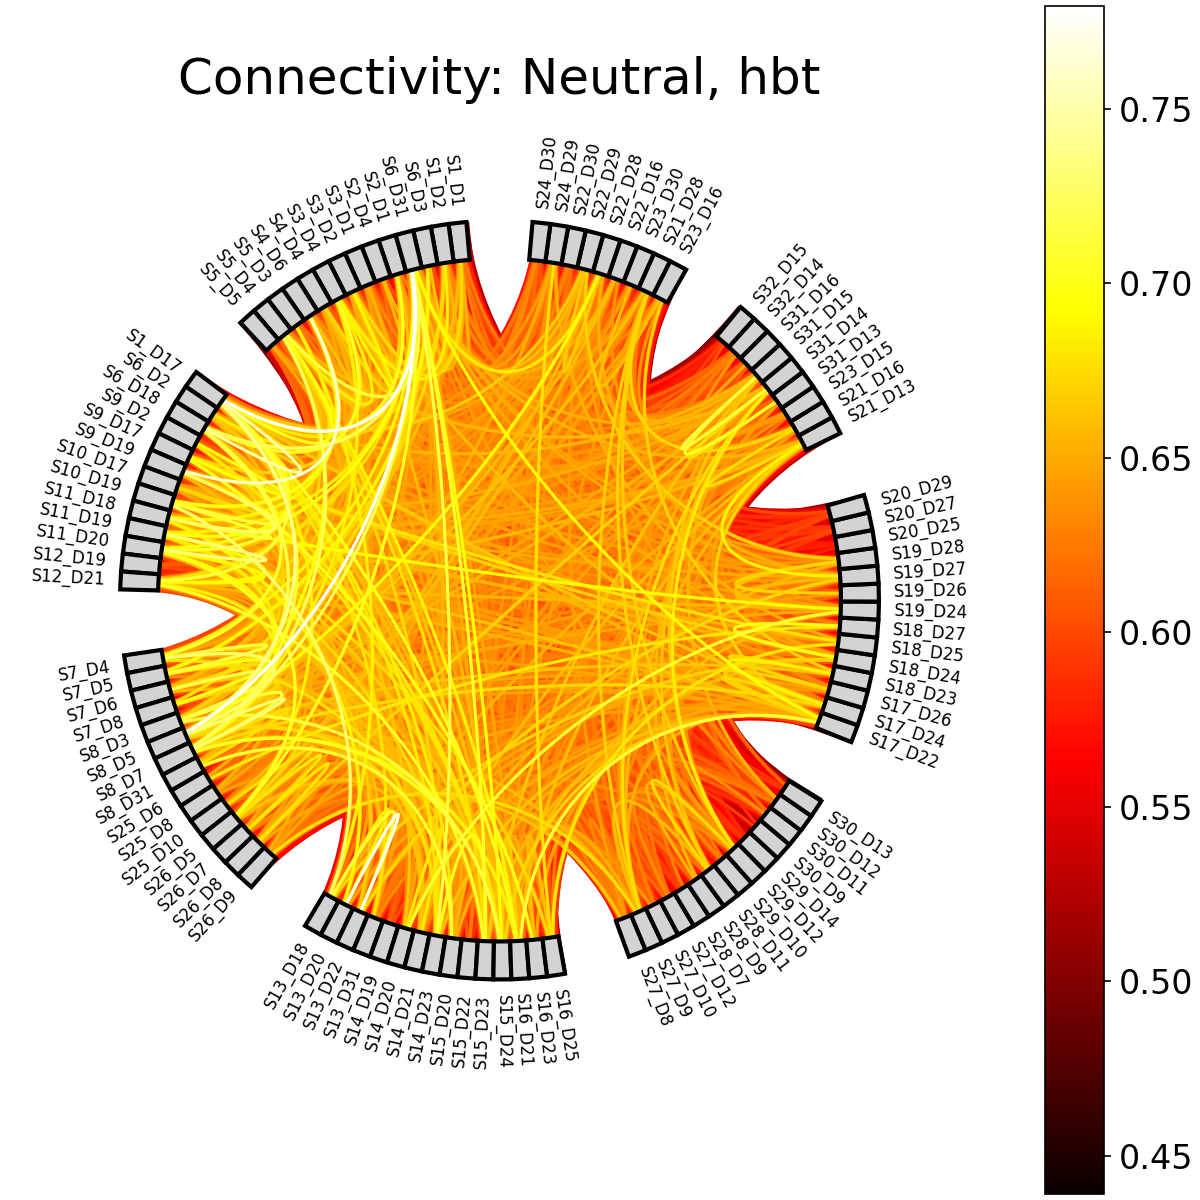 Connectivity: Neutral, hbt
S24_D30
S24_D29
S22_D30
S22_D29
S22_D28
S22_D16
S23_D30
S21_D28
S23_D16
S32_D15
S32_D14
S31_D16
S31_D15
S31_D14
S31_D13
S23_D15
S21_D16
S21_D13
S20_D29
S20_D27
S20_D25
S19_D28
S19_D27
S19_D26
S19_D24
S18_D27
S18_D25
S18_D24
S18_D23
S17_D26
S17_D24
S17_D22
S30_D13
S30_D12
S30_D11
S30_D9
S29_D14
S29_D12
S29_D10
S28_D11
S28_D9
S28_D7
S27_D12
S27_D10
S27_D9
S27_D8
S16_D25
S16_D23
S16_D21
S15_D24
S15_D23
S15_D22
S15_D20
S14_D23
S14_D21
S14_D20
S14_D19
S13_D31
S13_D22
S13_D20
S13_D18
S26_D9
S26_D8
S26_D7
S26_D5
S25_D10
S25_D8
S25_D6
S8_D31
S8_D7
S8_D5
S8_D3
S7_D8
S7_D6
S7_D5
S7_D4
S12_D21
S12_D19
S11_D20
S11_D19
S11_D18
S10_D19
S10_D17
S9_D19
S9_D17
S9_D2
S6_D18
S6_D2
S1_D17
S5_D5
S5_D4
S5_D3
S4_D6
S4_D4
S3_D4
S3_D2
S3_D1
S2_D4
S2_D1
S6_D31
S6_D3
S1_D2
S1_D1
0.75
0.70
0.65
0.60
0.55
0.50
0.45